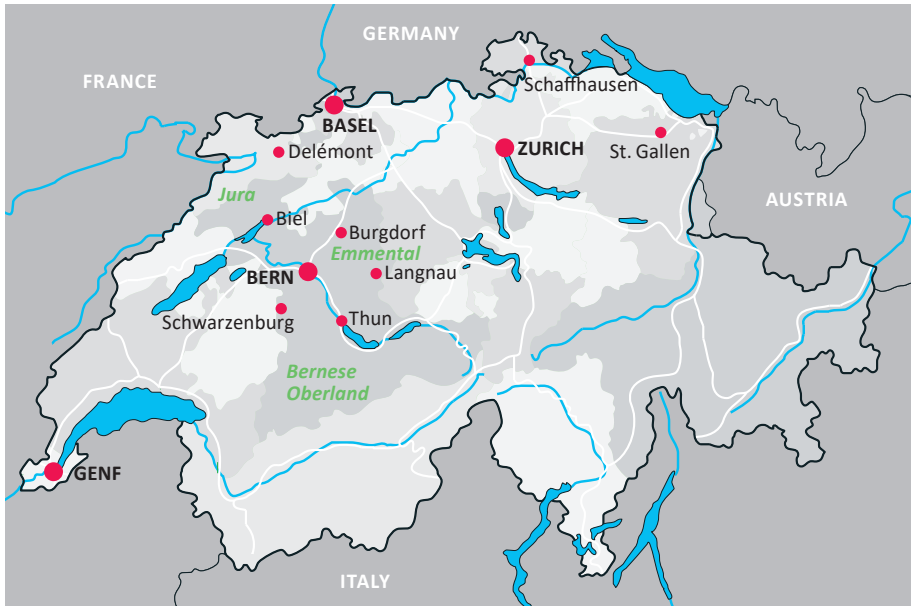 GERMANY
FRANCE
Schaffhausen
BASEL
Delémont
ZURICH
St. Gallen
Jura
AUSTRIA
Biel
Burgdorf
Emmental
BERN
Langnau
Schwarzenburg
Thun
Bernese
Oberland
GENF
ITALY